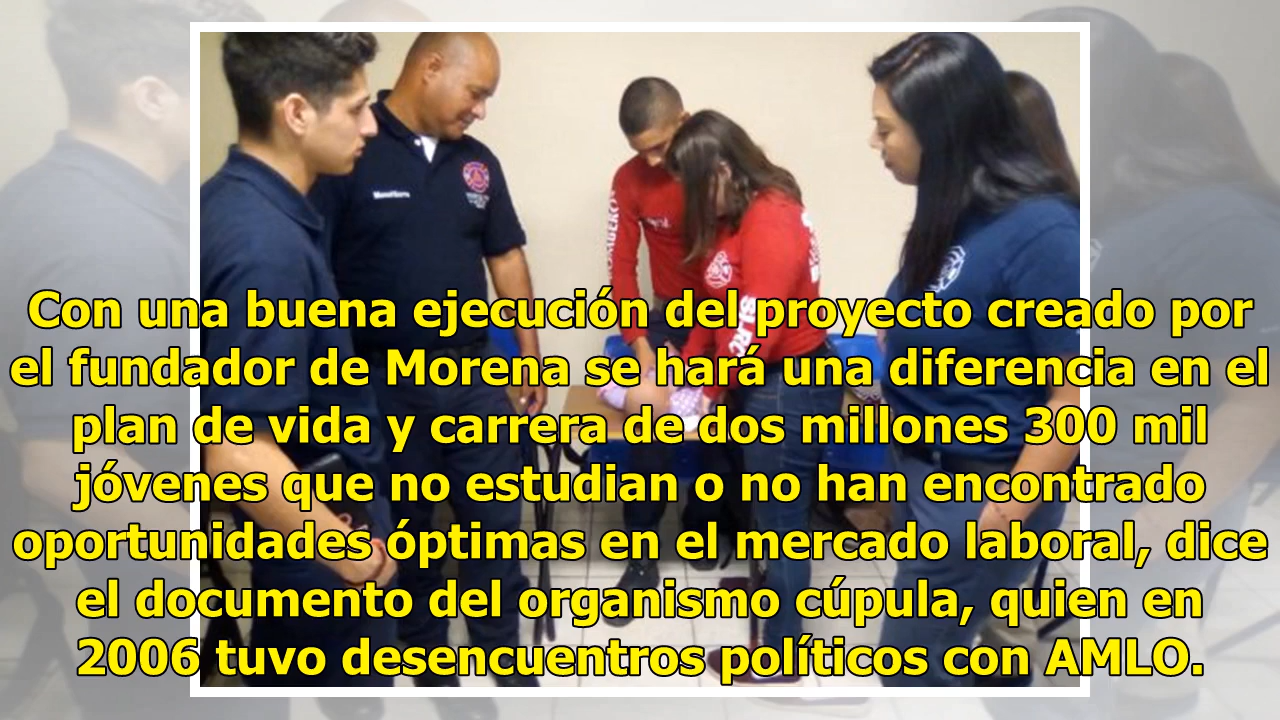 Con una buena ejecución del proyecto creado por
el fundador de Morena se hará una diferencia en el
plan de vida y carrera de dos millones 300 mil
jóvenes que no estudian o no han encontrado
oportunidades óptimas en el mercado laboral, dice
el documento del organismo cúpula, quien en
2006 tuvo desencuentros políticos con AMLO.
BOMBERO
SLRC